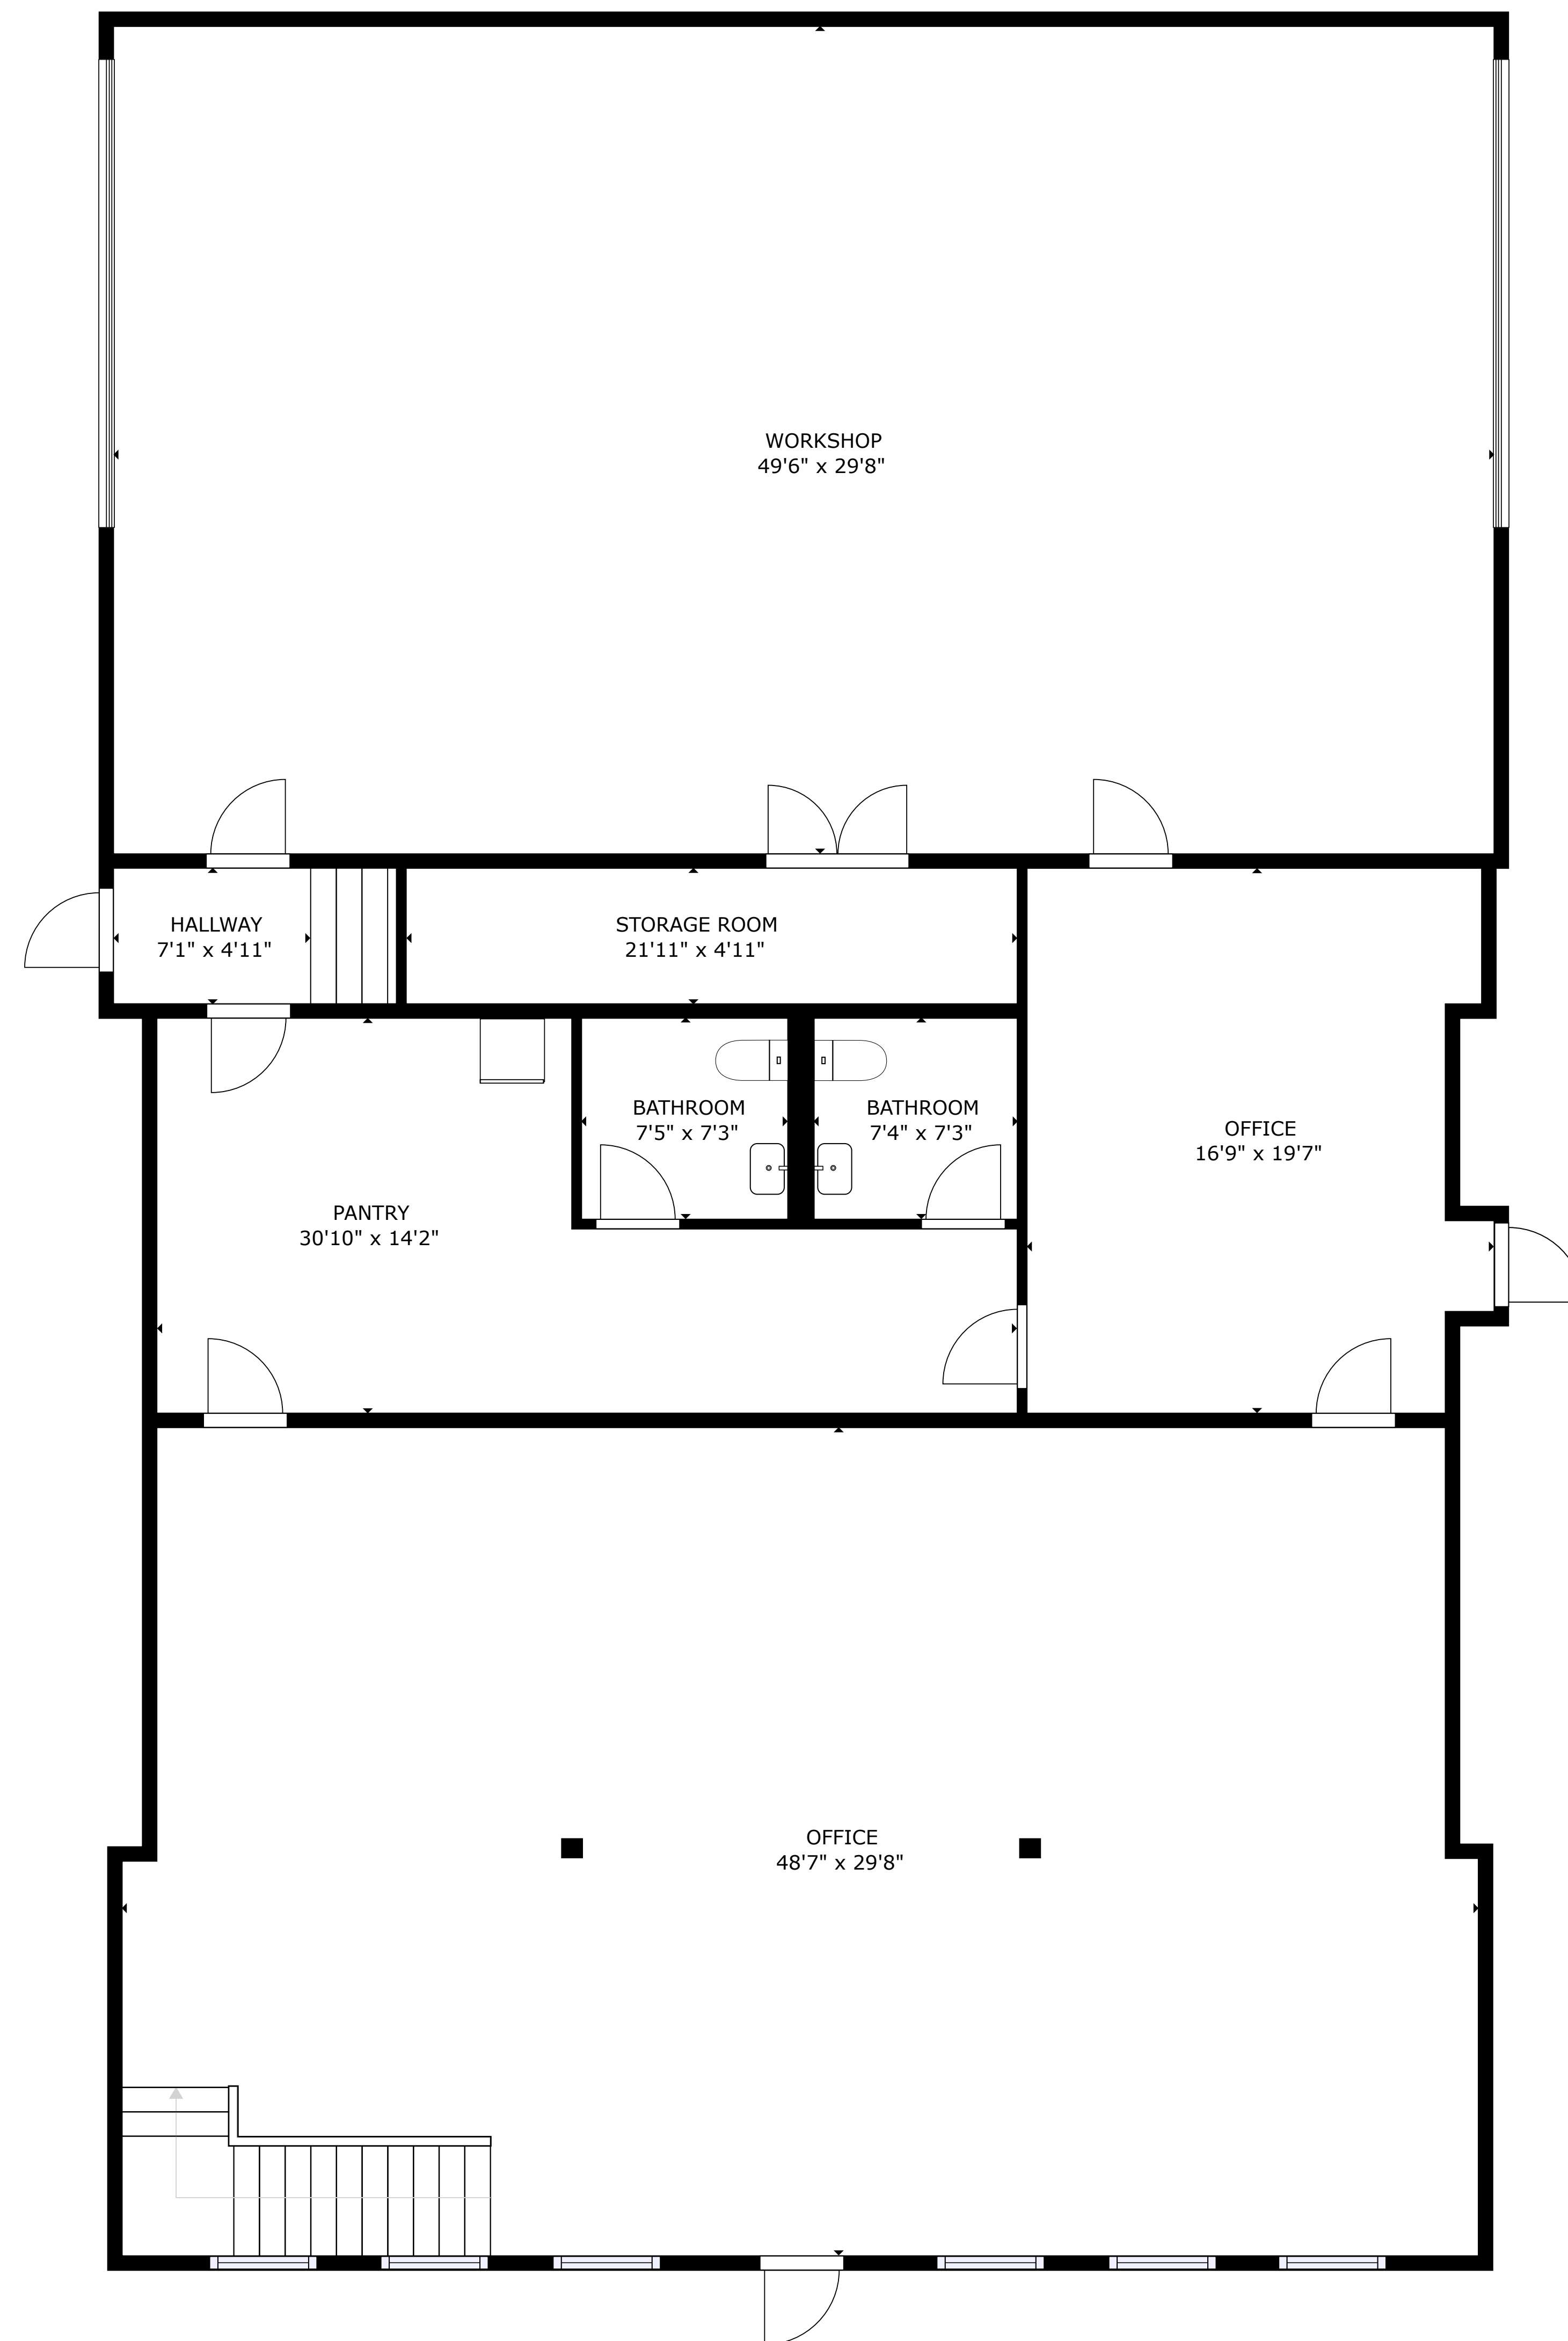 WORKSHOP
49'6" x 29'8"
HALLWAY
7'1" x 4'11"
STORAGE ROOM
21'11" x 4'11"
BATHROOM
7'5" x 7'3"
BATHROOM
7'4" x 7'3"
OFFICE
16'9" x 19'7"
PANTRY
30'10" x 14'2"
OFFICE
48'7" x 29'8"